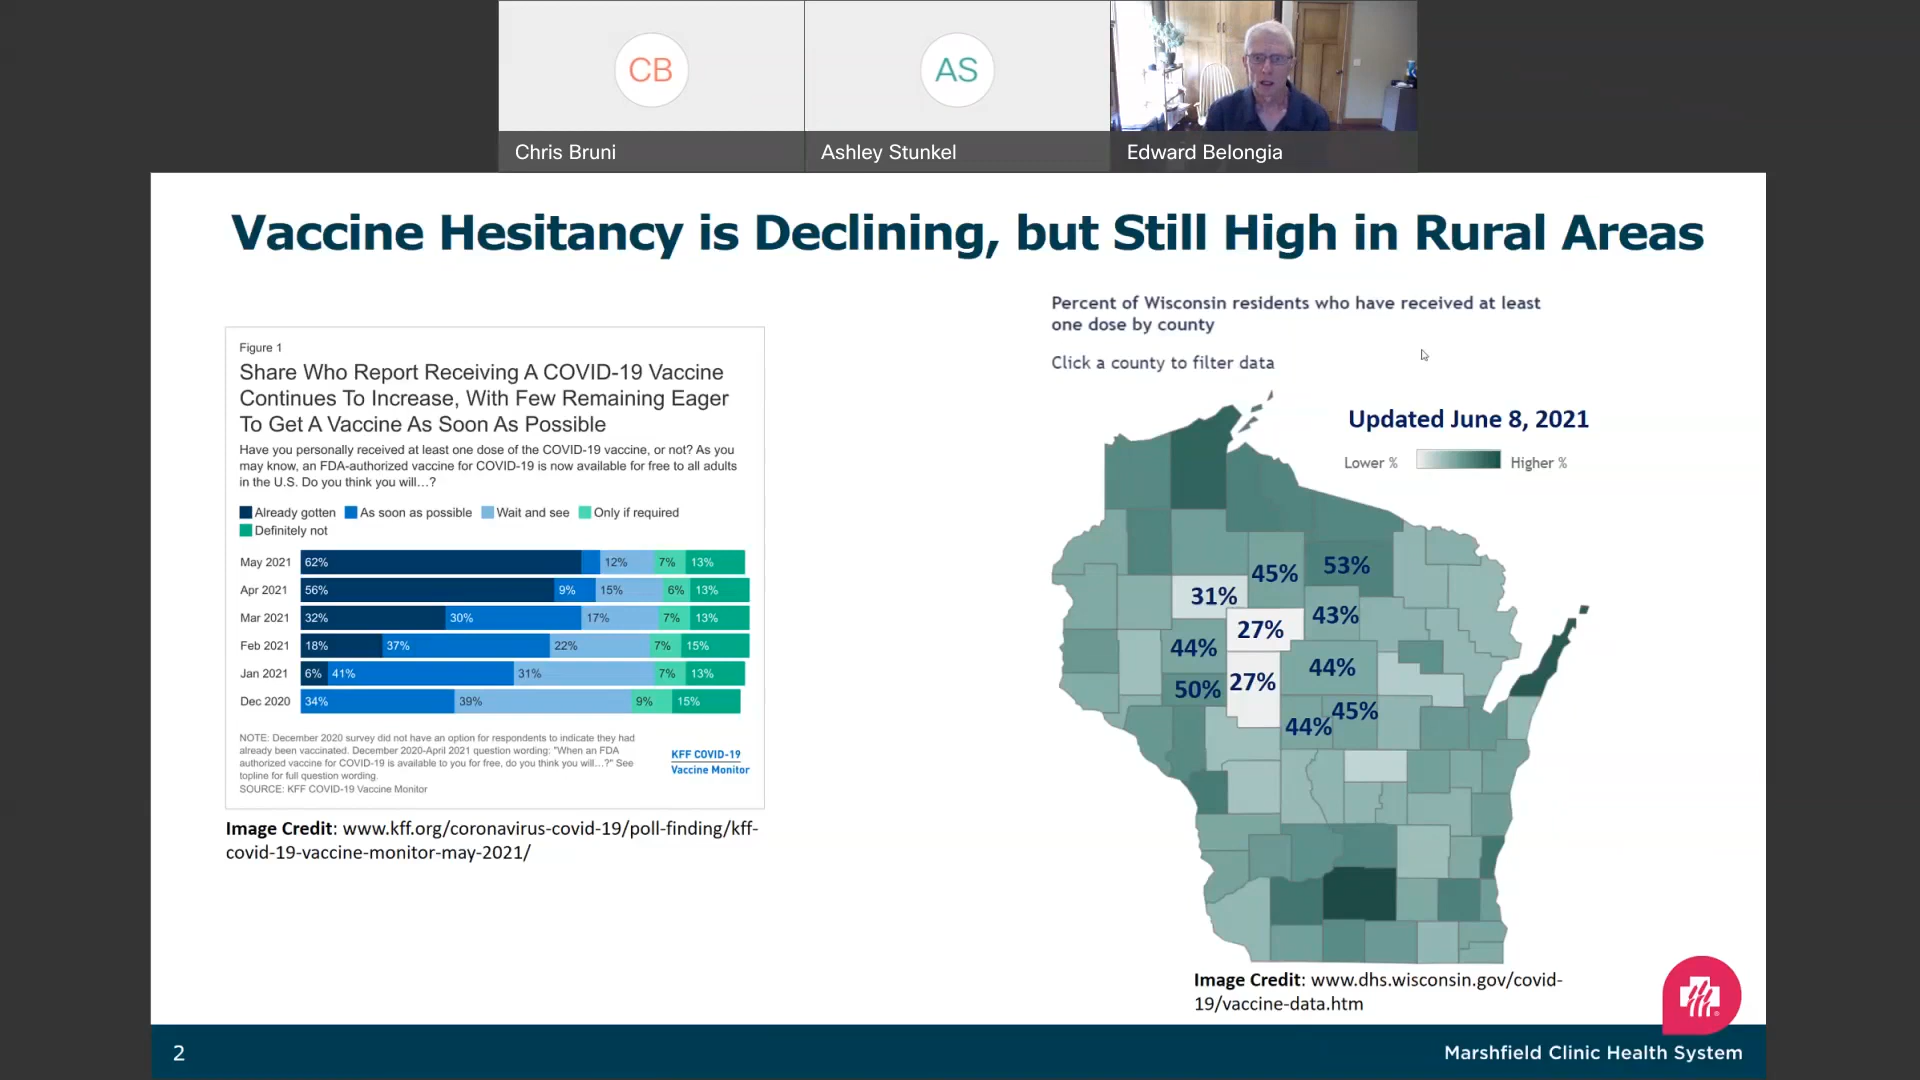 CB
AS
Chris Bruni
Ashley Stunkel
Edward Belongia
Vaccine Hesitancy is Declining, but Still High in Rural Areas
Figure 1
Share Who Report Receiving A COVID-19 Vaccine
Continues To Increase, With Few Remaining Eager
To Get A Vaccine As Soon As Possible
Have you personally received at least one dose of the COVID-19 vaccine, or not? As you
may know, an FDA-authorized vaccine for COVID-19 is now available for free to all adults
in the U.S. Do you think you will…?
Already gotten As soon as possible Wait and see Only if required
Definitely not
May 2021 62% 12% 7% 13%
Apr 2021 56% 9% 15% 6% 13%
Mar 2021 32% 30% 17% 7% 13%
Feb 2021 18% 37% 22% 7% 15%
Jan 2021 6% 41% 31% 7% 13%
Dec 2020 34% 39% 9% 15%
NOTE: December 2020 survey did not have an option for respondents to indicate they had
already been vaccinated. December 2020-April 2021 question wording: "When an FDA
authorized vaccine for COVID-19 is available to you for free, do you think you will…?" See
topline for full question wording.
SOURCE: KFF COVID-19 Vaccine Monitor
KFF COVID-19
Vaccine Monitor
Image Credit: www.kff.org/coronavirus-covid-19/poll-finding/kff-
covid-19-vaccine-monitor-may-2021/
Percent of Wisconsin residents who have received at least
one dose by county
Click a county to filter data
Updated June 8, 2021
Lower % Higher %
45% 53%
31%
43%
27%
44%
44%
50% 27%
45%
44%
Image Credit: www.dhs.wisconsin.gov/covid-
19/vaccine-data.htm
2
Marshfield Clinic Health System